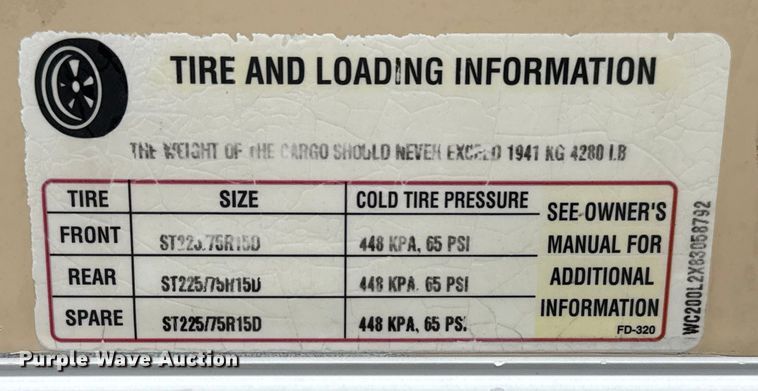 TIRE AND LOADING INFORMATION
THE WEIGHT OF THE CARGO SHOULD NEVER EXCEED 1941 KG 4280 LB
TIRE SIZE COLD TIRE PRESSURE
SEE OWNER'S
MANUAL FOR
ADDITIONAL
INFORMATION
FRONT ST225/75R15D 448 KPA, 65 PSI
REAR ST225/75R15D 448 KPA, 65 PSI
SPARE ST225/75R15D 448 KPA, 65 PSI
FD-320
WC200L2X83058792
Purple Wave Auction